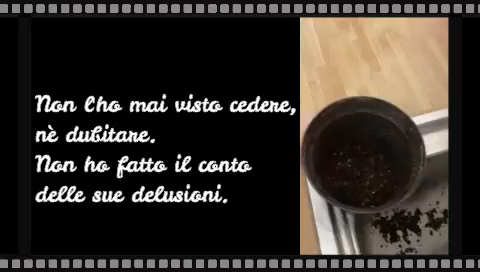 Non l'ho mai visto cedere,
nè dubitare.
Non ho fatto il conto
delle sue delusioni.